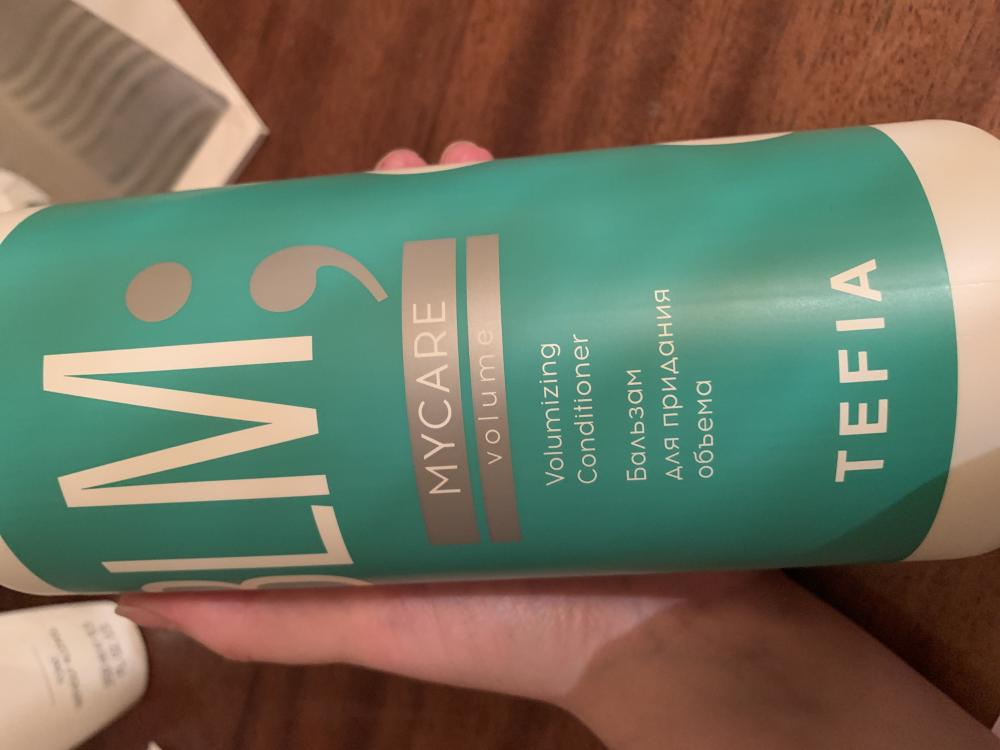 BLM;
MYCARE
volume
Volumizing
Conditioner
Бальзам
для придания
объема
TEFIA